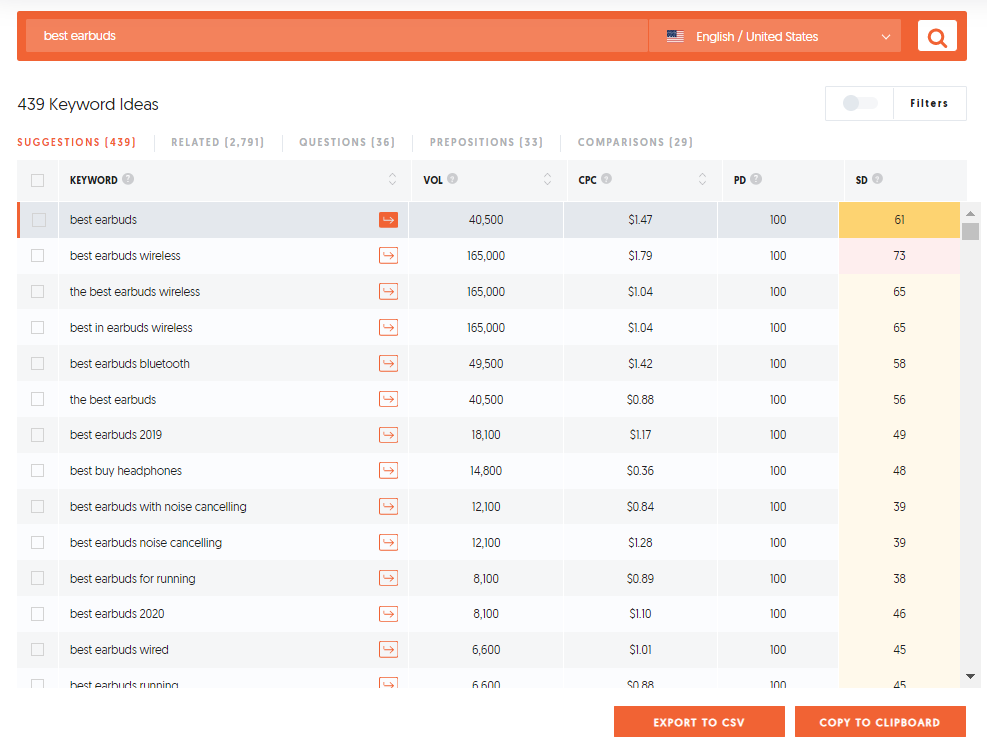 best earbuds English / United States
439 Keyword Ideas Filters
SUGGESTIONS [439] RELATED [2,791] QUESTIONS [36] PREPOSITIONS [33] COMPARISONS [29]
KEYWORD ? VOL ? CPC ? PD ? SD ?
best earbuds 40,500 $1.47 100 61
best earbuds wireless 165,000 $1.79 100 73
the best earbuds wireless 165,000 $1.04 100 65
best in earbuds wireless 165,000 $1.04 100 65
best earbuds bluetooth 49,500 $1.42 100 58
the best earbuds 40,500 $0.88 100 56
best earbuds 2019 18,100 $1.17 100 49
best buy headphones 14,800 $0.36 100 48
best earbuds with noise cancelling 12,100 $0.84 100 39
best earbuds noise cancelling 12,100 $1.28 100 39
best earbuds for running 8,100 $0.89 100 38
best earbuds 2020 8,100 $1.10 100 46
best earbuds wired 6,600 $1.01 100 45
best earbuds running 6,600 $0.88 100 45
EXPORT TO CSV COPY TO CLIPBOARD